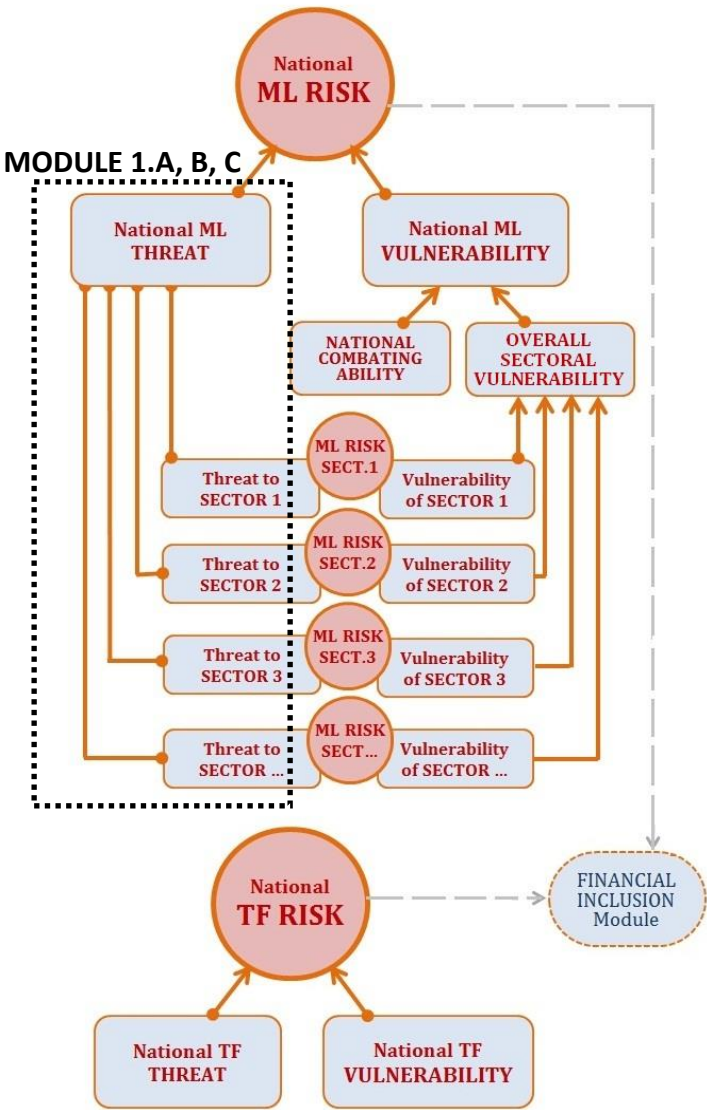 National
ML RISK
MODULE 1.A, B, C
National ML
THREAT
National ML
VULNERABILITY
NATIONAL
COMBATING
ABILITY
OVERALL
SECTORAL
VULNERABILITY
Threat to
SECTOR 1
ML RISK
SECT.1
Vulnerability
of SECTOR 1
Threat to
SECTOR 2
ML RISK
SECT.2
Vulnerability
of SECTOR 2
Threat to
SECTOR 3
ML RISK
SECT.3
Vulnerability
of SECTOR 3
Threat to
SECTOR ...
ML RISK
SECT...
Vulnerability
of SECTOR ...
National
TF RISK
FINANCIAL
INCLUSION
Module
National TF
THREAT
National TF
VULNERABILITY